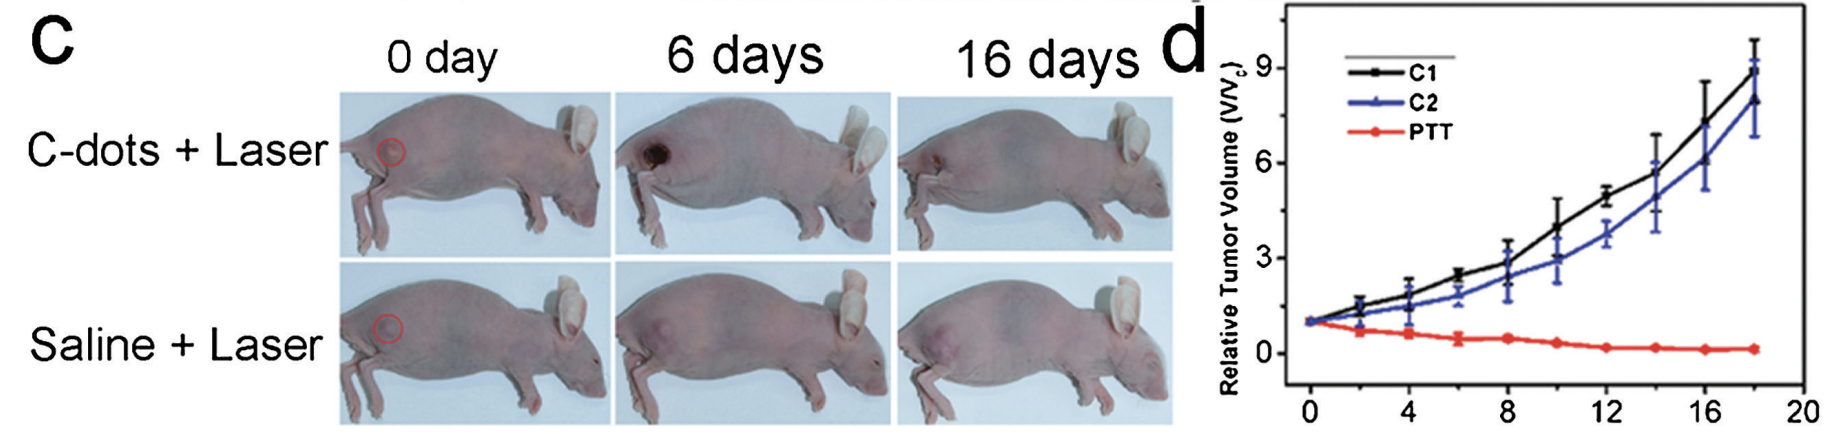 c
0 day
6 days
16 days
C-dots + Laser
Saline + Laser
d
Relative Tumor Volume (V/Vc)
9
6
3
0
C1
C2
PTT
0 4 8 12 16 20